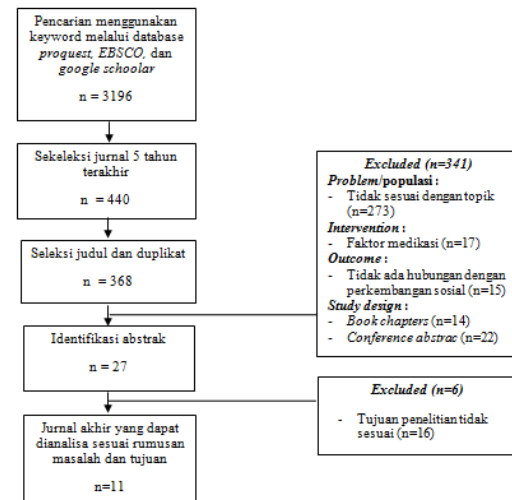 Pencarian menggunakan
keyword melalui database
proquest, EBSCO, dan
google schoolar
n = 3196
Sekeleksi jurnal 5 tahun
terakhir
n = 440
Seleksi judul dan duplikat
n = 368
Excluded (n=341)
Problem/populasi :
- Tidak sesuai dengan topik
(n=273)
Intervention :
- Faktor medikasi (n=17)
Outcome :
- Tidak ada hubungan dengan
perkembangan sosial (n=15)
Study design :
- Book chapters (n=14)
- Conference abstrac (n=22)
Identifikasi abstrak
n = 27
Excluded (n=6)
- Tujuan penelitian tidak
sesuai (n=16)
Jurnal akhir yang dapat
dianalisa sesuai rumusan
masalah dan tujuan
n=11